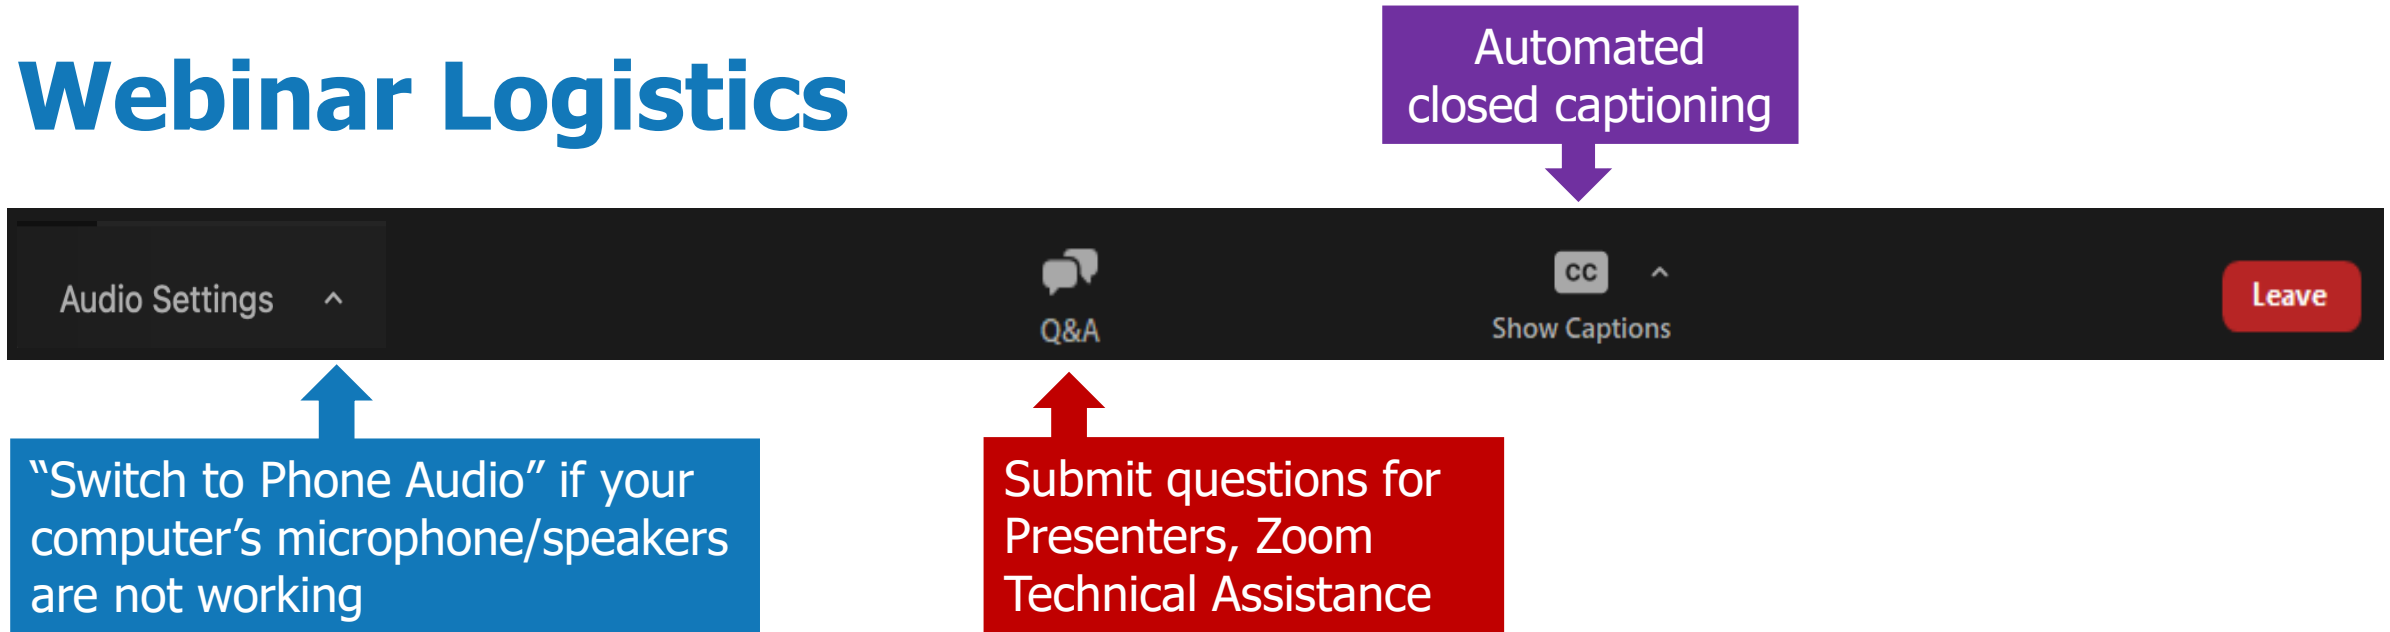 Webinar Logistics
Automated
closed captioning
Audio Settings
Q&A
CC
Show Captions
Leave
“Switch to Phone Audio” if your
computer’s microphone/speakers
are not working
Submit questions for
Presenters, Zoom
Technical Assistance